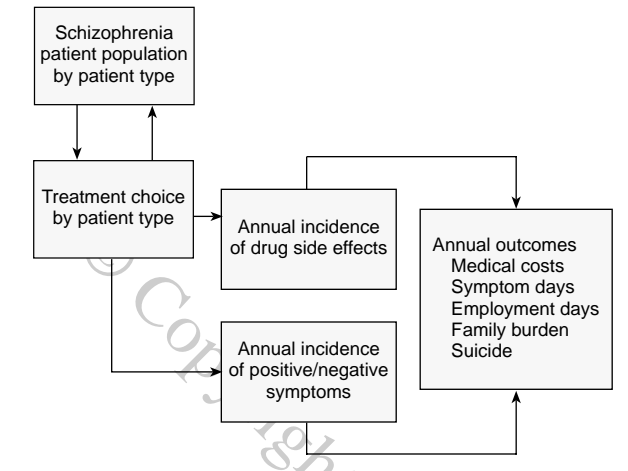 Schizophrenia
patient population
by patient type
Treatment choice
by patient type
Annual incidence
of drug side effects
Annual incidence
of positive/negative
symptoms
Annual outcomes
Medical costs
Symptom days
Employment days
Family burden
Suicide
© Copyright